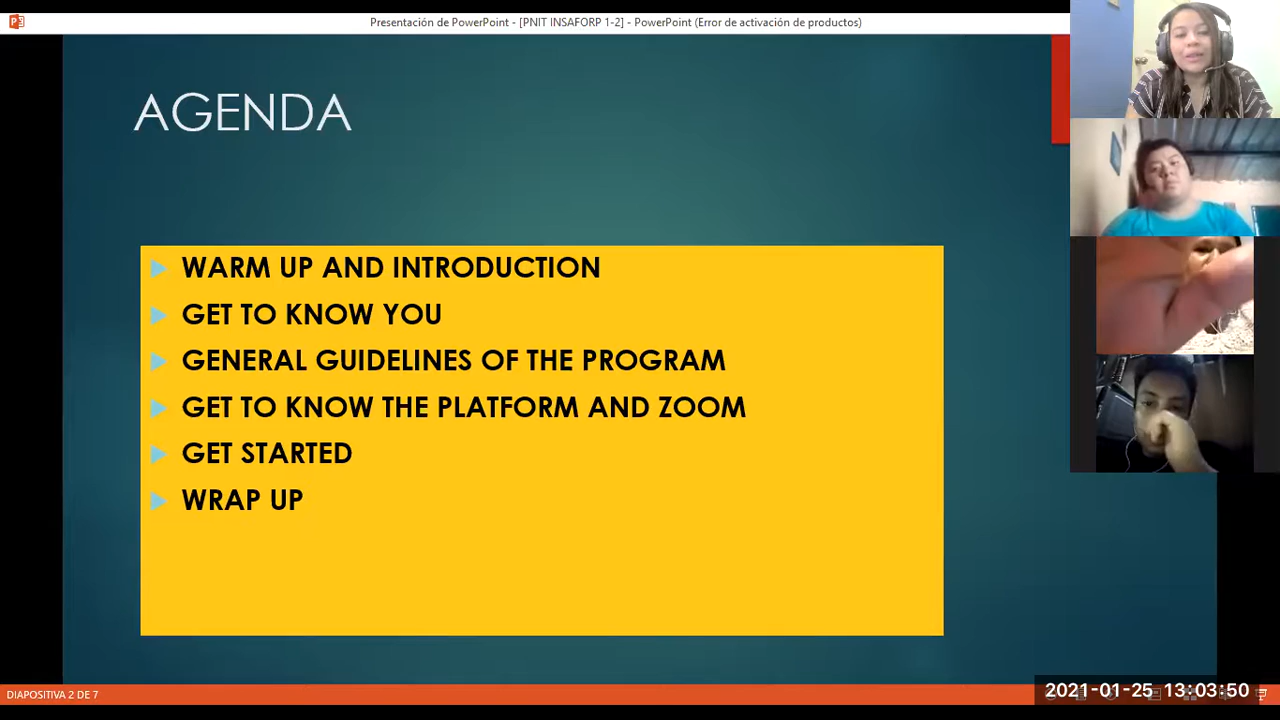 Presentación de PowerPoint - [PNIT INSAFORP 1-2] - PowerPoint (Error de activación de productos)
AGENDA
WARM UP AND INTRODUCTION
GET TO KNOW YOU
GENERAL GUIDELINES OF THE PROGRAM
GET TO KNOW THE PLATFORM AND ZOOM
GET STARTED
WRAP UP
DIAPOSITIVA 2 DE 7
2021-01-25 13:03:50